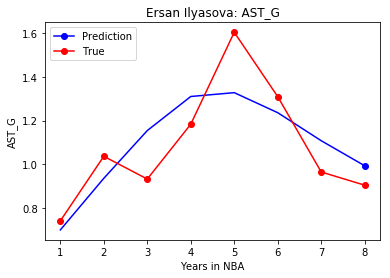 Ersan Ilyasova: AST_G
Prediction
True
AST_G
1.6
1.4
1.2
1.0
0.8
1 2 3 4 5 6 7 8
Years in NBA